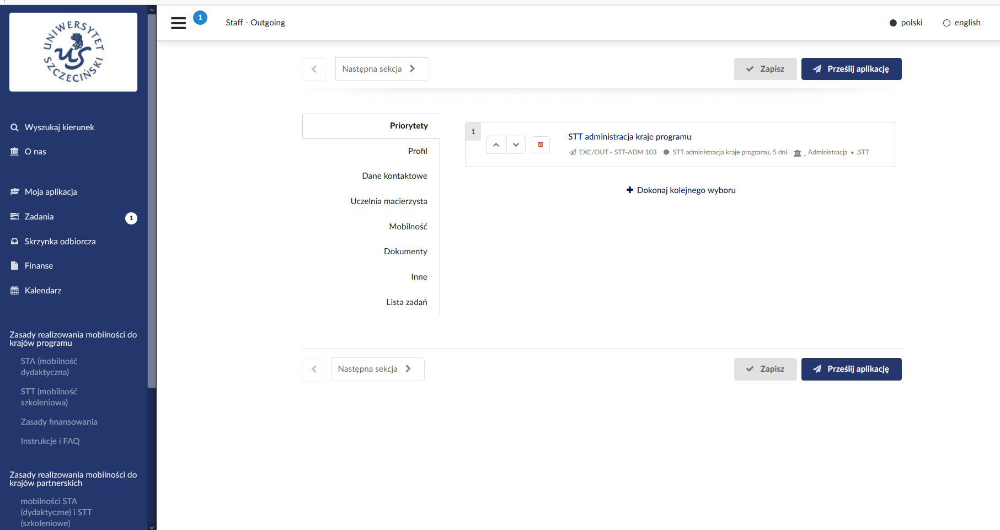 UNIWERSYTET SZCZECIŃSKI
US
Wyszukaj kierunek
O nas
Moja aplikacja
Zadania
1
Skrzynka odbiorcza
Finanse
Kalendarz
Zasady realizowania mobilności do
krajów programu
STA (mobilność
dydaktyczna)
STT (mobilność
szkoleniowa)
Zasady finansowania
Instrukcje i FAQ
Zasady realizowania mobilności do
krajów partnerskich
mobilności STA
(dydaktyczne) i STT
(szkoleniowe)
1
Staff - Outgoing
polski
english
Następna sekcja
Zapisz
Prześlij aplikację
Priorytety
Profil
Dane kontaktowe
Uczelnia macierzysta
Mobilność
Dokumenty
Inne
Lista zadań
1
STT administracja kraje programu
EXC/OUT - STT-ADM 103 STT administracja kraje programu, 5 dni _ Administracja .STT
Dokonaj kolejnego wyboru
Następna sekcja
Zapisz
Prześlij aplikację